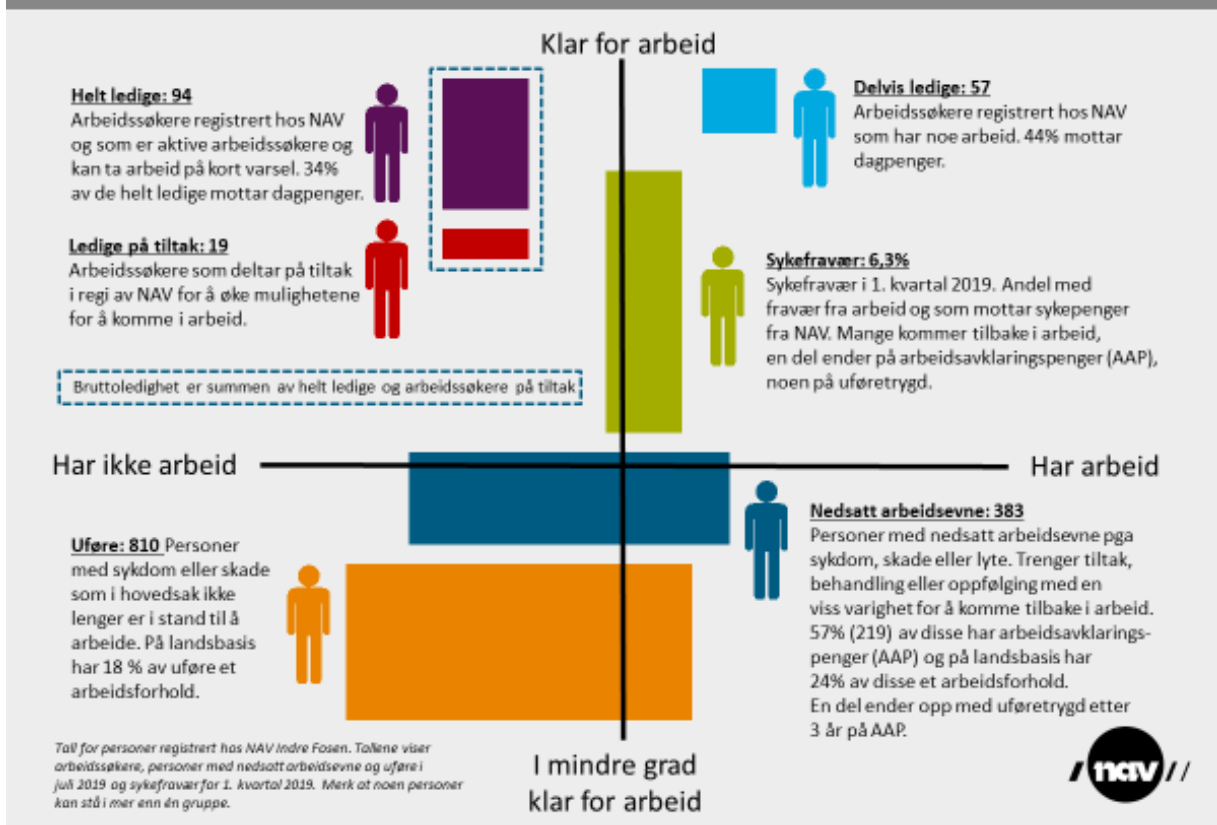 Klar for arbeid
Helt ledige: 94
Arbeidssøkere registrert hos NAV
og som er aktive arbeidssøkere og
kan ta arbeid på kort varsel. 34%
av de helt ledige mottar dagpenger.
Delvis ledige: 57
Arbeidssøkere registrert hos NAV
som har noe arbeid. 44% mottar
dagpenger.
Ledige på tiltak: 19
Arbeidssøkere som deltar på tiltak
i regi av NAV for å øke mulighetene
for å komme i arbeid.
Sykefravær: 6,3%
Sykefravær i 1. kvartal 2019. Andel med
fravær fra arbeid og som mottar sykepenger
fra NAV. Mange kommer tilbake i arbeid,
en del ender på arbeidsavklaringspenger (AAP),
noen på uføretrygd.
Bruttoledighet er summen av helt ledige og arbeidssøkere på tiltak
Har ikke arbeid
Har arbeid
Uføre: 810 Personer
med sykdom eller skade
som i hovedsak ikke
lenger er i stand til å
arbeide. På landsbasis
har 18 % av uføre et
arbeidsforhold.
Nedsatt arbeidsevne: 383
Personer med nedsatt arbeidsevne pga
sykdom, skade eller lyte. Trenger tiltak,
behandling eller oppfølging med en
viss varighet for å komme tilbake i arbeid.
57% (219) av disse har arbeidsavklarings-
penger (AAP) og på landsbasis har
24% av disse et arbeidsforhold.
En del ender opp med uføretrygd etter
3 år på AAP.
Tall for personer registrert hos NAV Indre Fosen. Tallene viser
arbeidssøkere, personer med nedsatt arbeidsevne og uføre i
juli 2019 og sykefravær for 1. kvartal 2019. Merk at noen personer
kan stå i mer enn én gruppe.
I mindre grad
klar for arbeid
nav